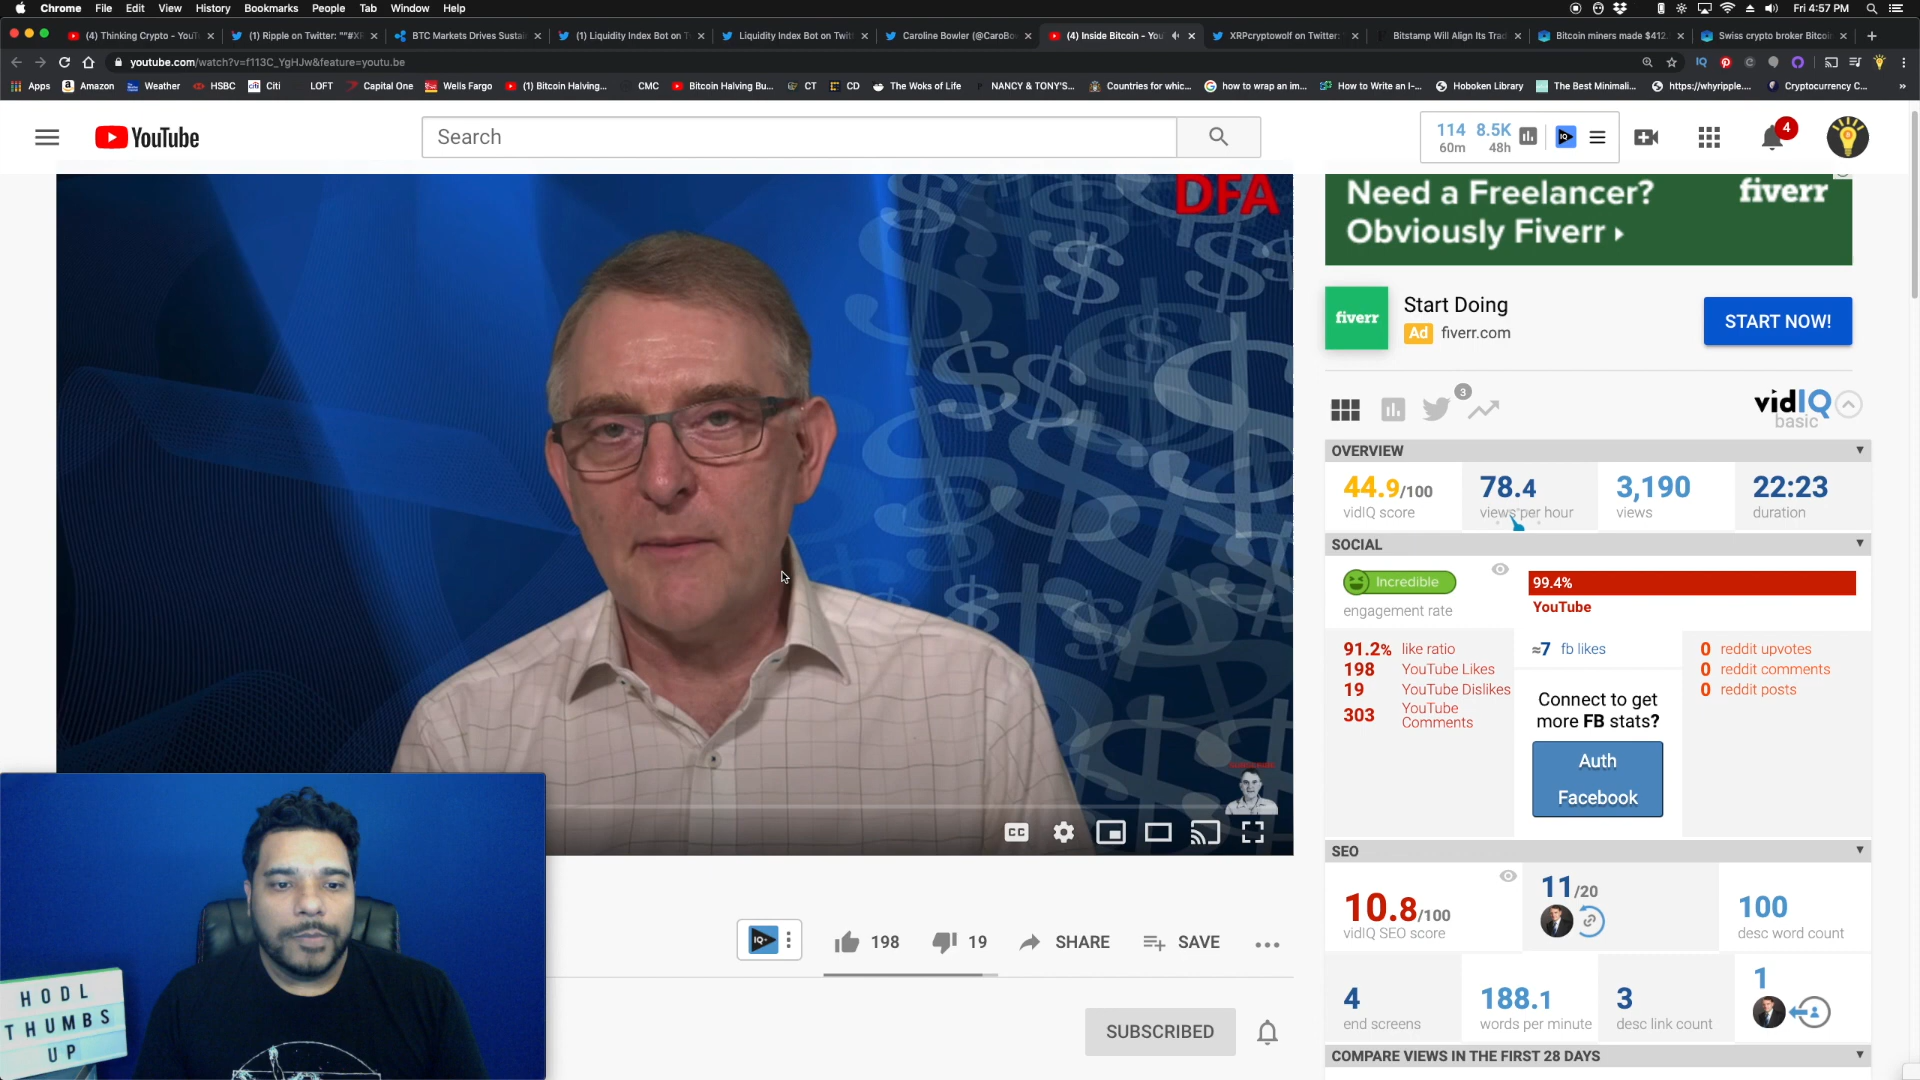 Chrome File Edit View History Bookmarks People Tab Window Help
Fri 4:57 PM
(4) Thinking Crypto - YouTu
(1) Ripple on Twitter: ""#XR
BTC Markets Drives Sustai
(1) Liquidity Index Bot on T
Liquidity Index Bot on Twitt
Caroline Bowler (@CaroBo
(4) Inside Bitcoin - You
XRPcryptowolf on Twitter:
Bitstamp Will Align Its Trad
Bitcoin miners made $412.
Swiss crypto broker Bitcoin
youtube.com/watch?v=f113C_YgHJw&feature=youtu.be
Apps
Amazon
Weather
HSBC
Citi
LOFT
Capital One
Wells Fargo
(1) Bitcoin Halving...
CMC
Bitcoin Halving Bu...
CT
CD
The Woks of Life
NANCY & TONY'S...
Countries for whic...
how to wrap an im...
How to Write an I-...
Hoboken Library
The Best Minimali...
https://whyripple....
Cryptocurrency C...
YouTube
Search
114 8.5K
60m 48h
4
DFA
Need a Freelancer?
Obviously Fiverr
fiverr
fiverr
Start Doing
Ad fiverr.com
START NOW!
3
vidIQ
basic
OVERVIEW
44.9/100
vidIQ score
78.4
views per hour
3,190
views
22:23
duration
SOCIAL
Incredible
engagement rate
99.4%
YouTube
91.2% like ratio
198 YouTube Likes
19 YouTube Dislikes
303 YouTube Comments
≈7 fb likes
Connect to get
more FB stats?
Auth
Facebook
0 reddit upvotes
0 reddit comments
0 reddit posts
SEO
10.8/100
vidIQ SEO score
11/20
100
desc word count
4
end screens
188.1
words per minute
3
desc link count
1
COMPARE VIEWS IN THE FIRST 28 DAYS
CC
IQ+
198
19
SHARE
SAVE
SUBSCRIBED
HODL
THUMBS
UP